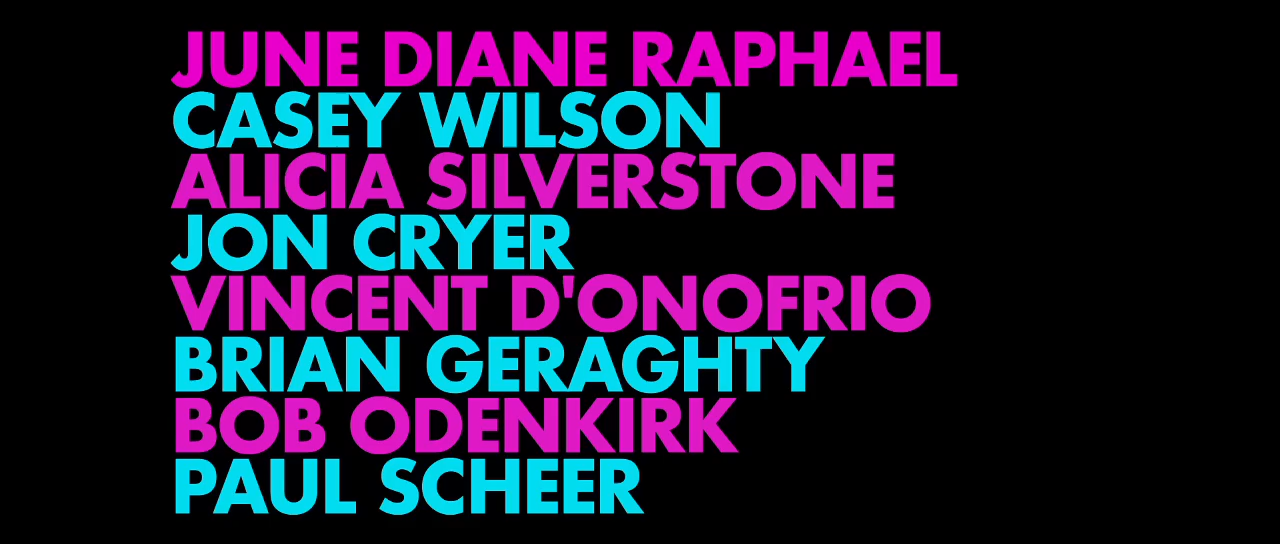 JUNE DIANE RAPHAEL
CASEY WILSON
ALICIA SILVERSTONE
JON CRYER
VINCENT D'ONOFRIO
BRIAN GERAGHTY
BOB ODENKIRK
PAUL SCHEER